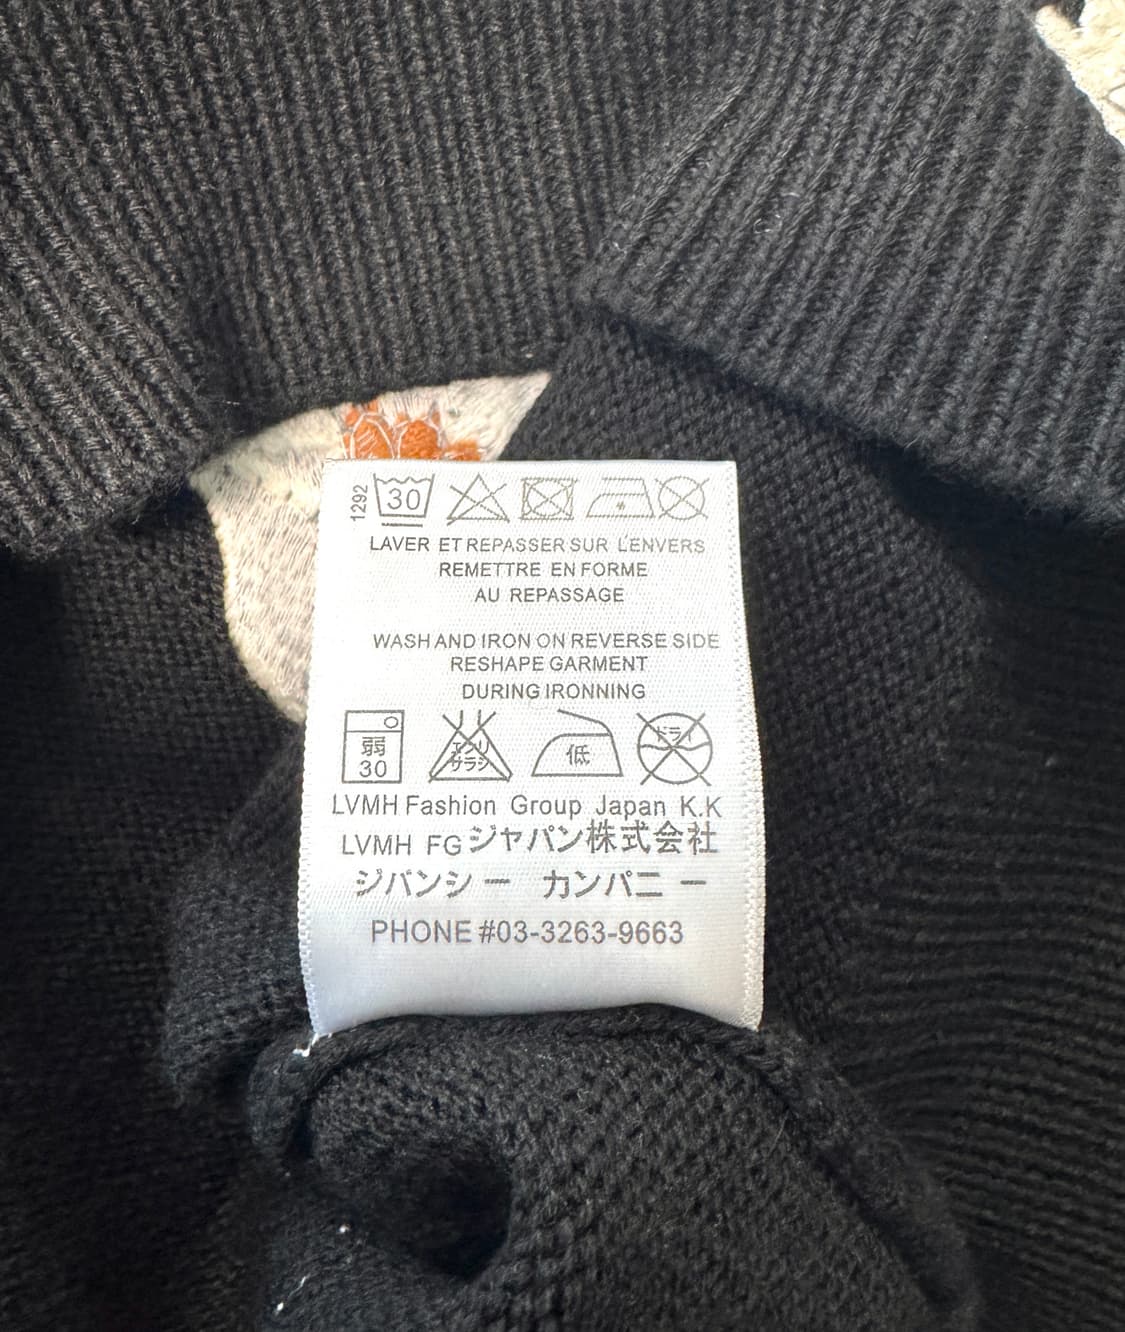 1292
30
LAVER ET REPASSER SUR L'ENVERS
REMETTRE EN FORME
AU REPASSAGE
WASH AND IRON ON REVERSE SIDE
RESHAPE GARMENT
DURING IRONNING
弱
30
エンソ
サラシ
低
ドライ
LVMH Fashion Group Japan K.K
LVMH FG ジャパン株式会社
ジバンシー カンパニー
PHONE #03-3263-9663